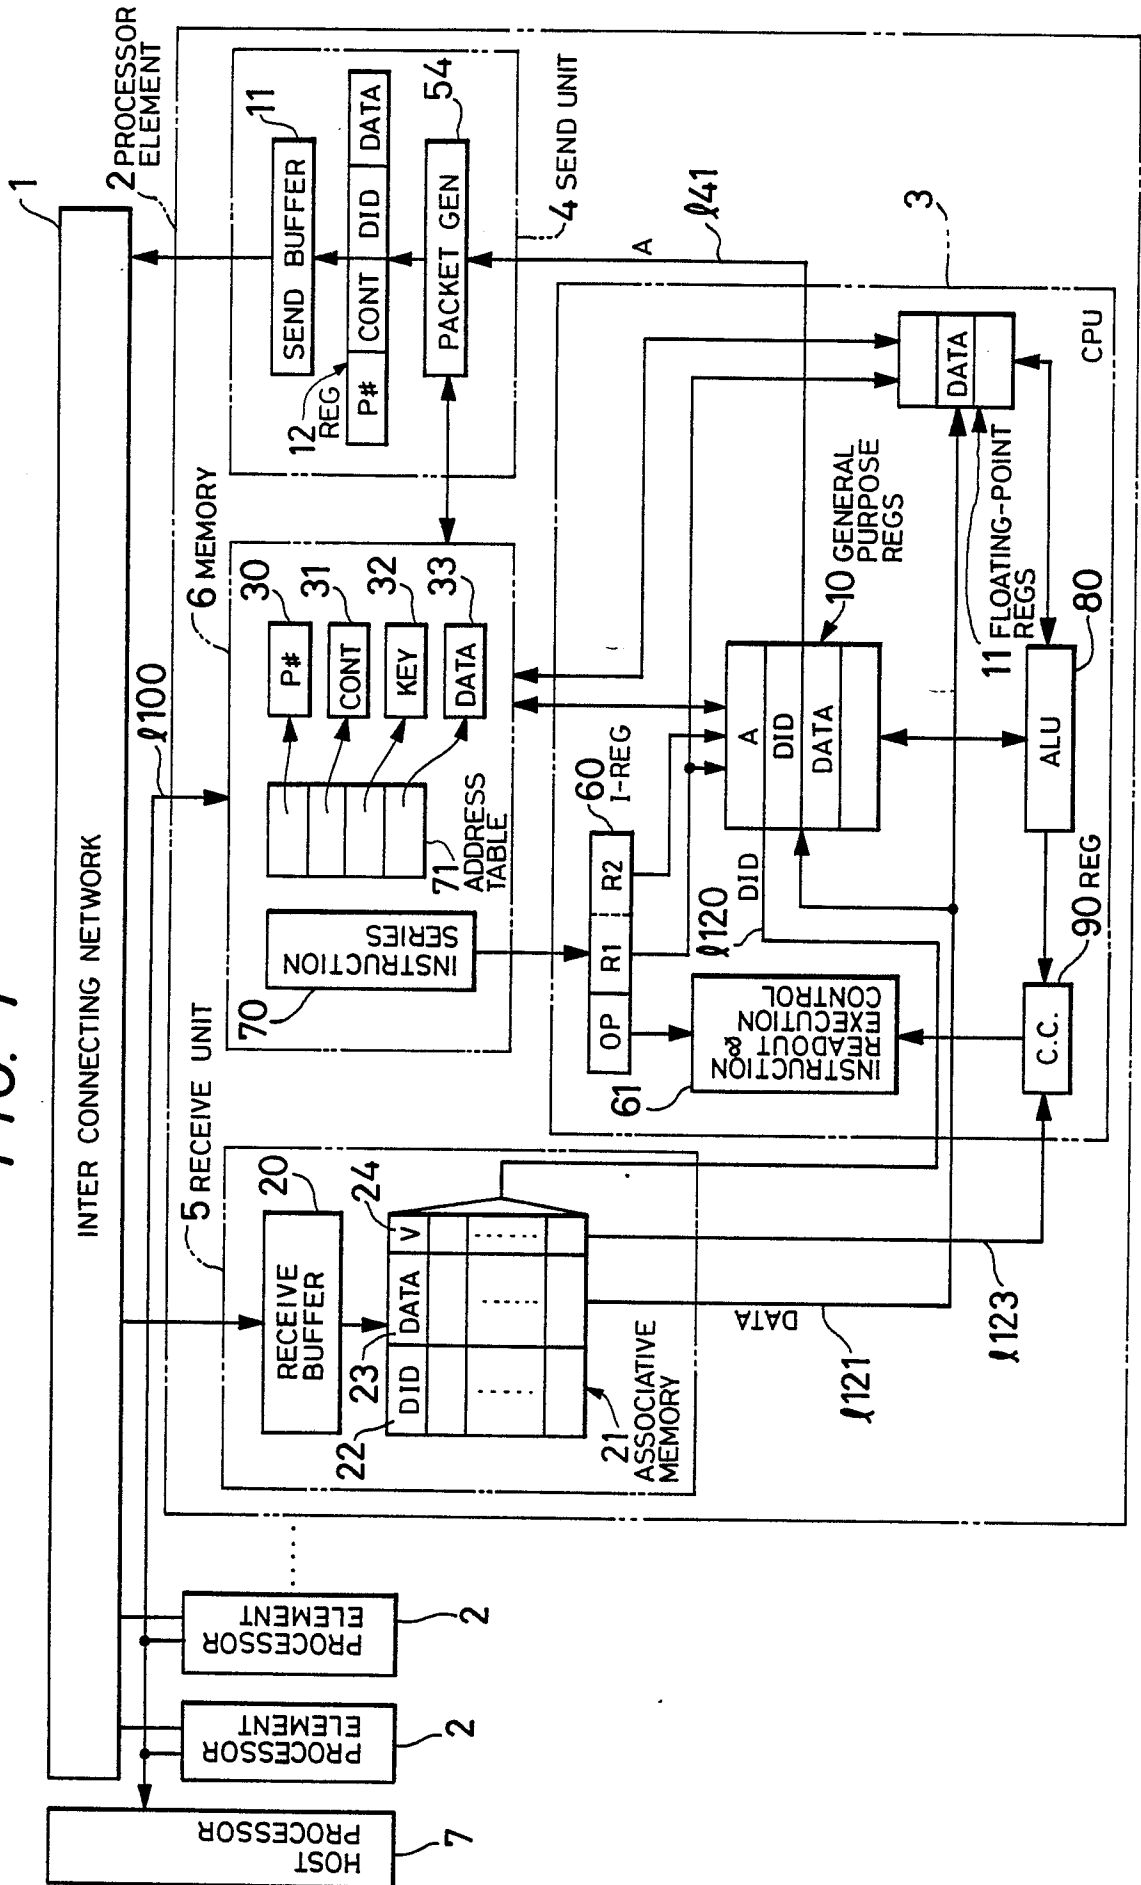 FIG. 1
1
INTER CONNECTING NETWORK
HOST
PROCESSOR
7
PROCESSOR
ELEMENT
2
PROCESSOR
ELEMENT
2
ℓ100
2 PROCESSOR
ELEMENT
5 RECEIVE UNIT
RECEIVE
BUFFER
20
22
23
24
DID
DATA
V
21
ASSOCIATIVE
MEMORY
DATA
ℓ121
ℓ123
6 MEMORY
70
INSTRUCTION
SERIES
71
ADDRESS
TABLE
P#
30
CONT
31
KEY
32
DATA
33
SEND BUFFER
11
12
REG
P#
CONT
DID
DATA
PACKET GEN
54
4 SEND UNIT
A
ℓ41
3
CPU
60
I-REG
OP
R1
R2
61
INSTRUCTION
READOUT &
EXECUTION
CONTROL
ℓ120
DID
A
DID
DATA
10 GENERAL
PURPOSE
REGS
DATA
11 FLOATING-POINT
REGS
ALU
80
C.C.
90 REG